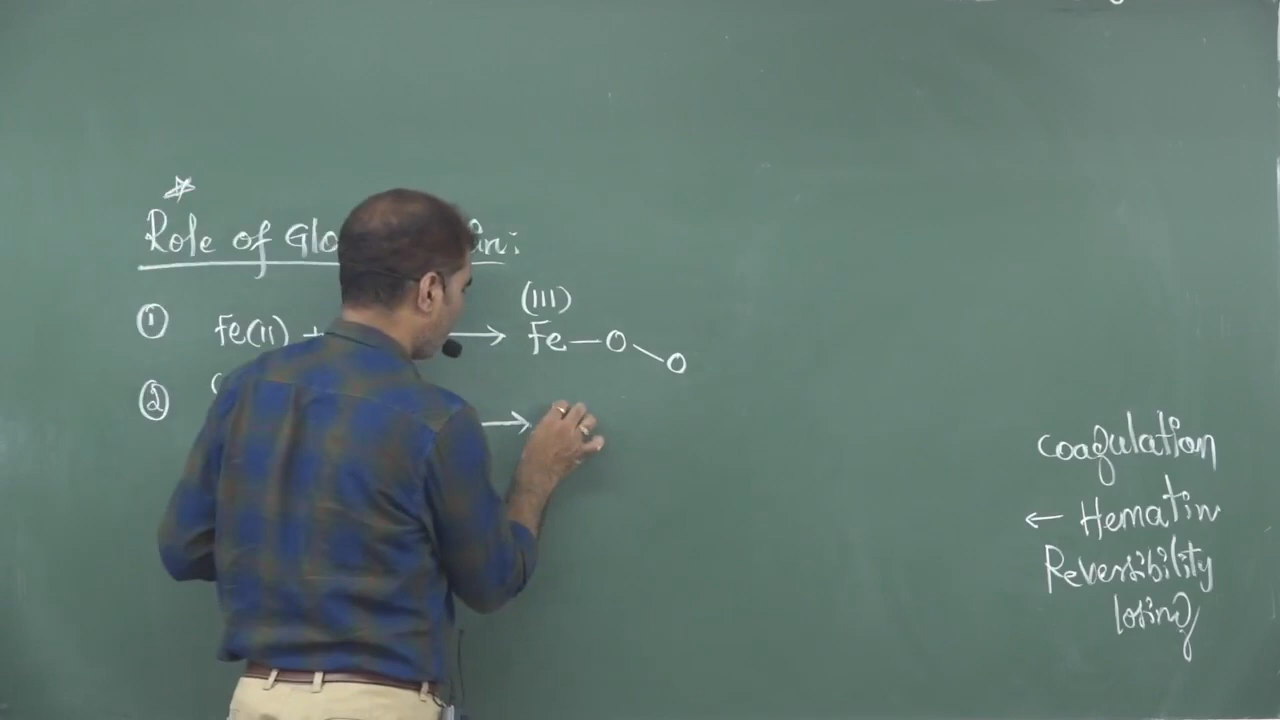 Role of Glo in:
① Fe(II) + → (III) Fe — O — O
② ( →
Coagulation
← Hematin
Reversibility
losing